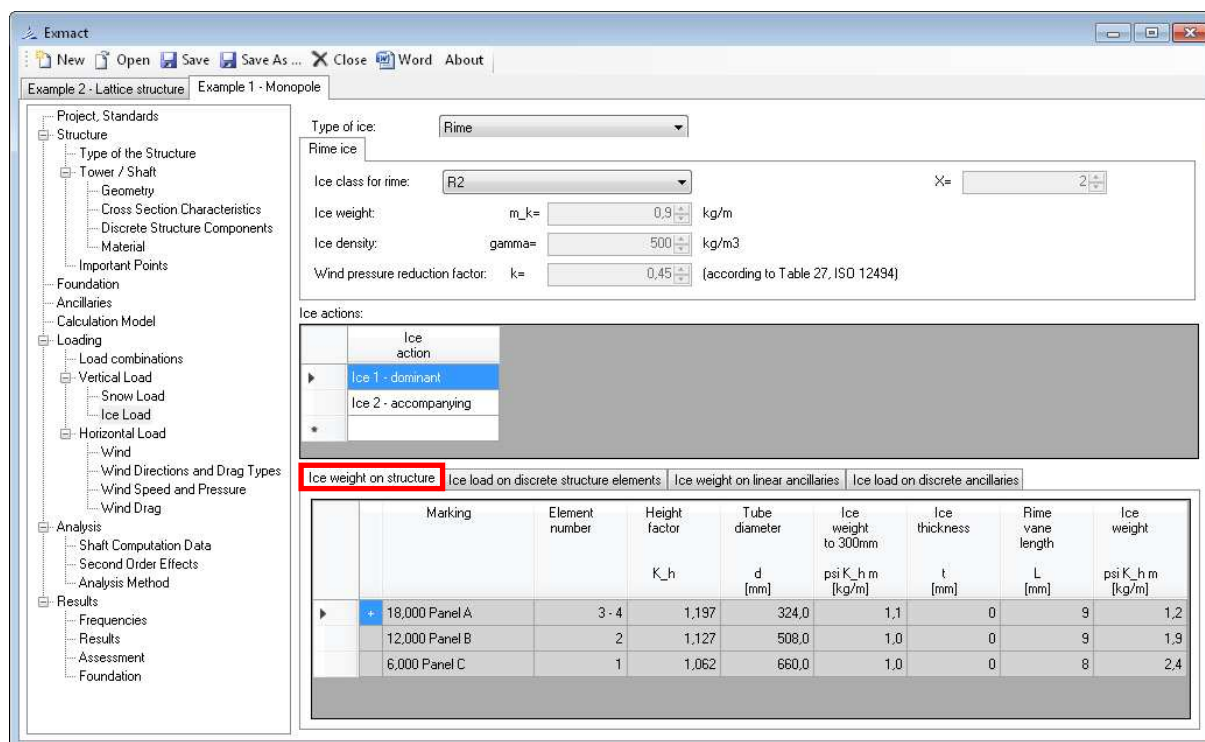 Exmact
New Open Save Save As ... Close Word About
Example 2 - Lattice structure Example 1 - Monopole
Project, Standards
Structure
Type of the Structure
Tower / Shaft
Geometry
Cross Section Characteristics
Discrete Structure Components
Material
Important Points
Foundation
Ancillaries
Calculation Model
Loading
Load combinations
Vertical Load
Snow Load
Ice Load
Horizontal Load
Wind
Wind Directions and Drag Types
Wind Speed and Pressure
Wind Drag
Analysis
Shaft Computation Data
Second Order Effects
Analysis Method
Results
Frequencies
Results
Assessment
Foundation
Type of ice: Rime
Rime ice
Ice class for rime: R2 X= 2
Ice weight: m_k= 0,9 kg/m
Ice density: gamma= 500 kg/m3
Wind pressure reduction factor: k= 0,45 (according to Table 27, ISO 12494)
Ice actions:
Ice action
Ice 1 - dominant
Ice 2 - accompanying
*
Ice weight on structure Ice load on discrete structure elements Ice weight on linear ancillaries Ice load on discrete ancillaries
Marking Element Height Tube Ice Ice Rime Ice
number factor diameter weight thickness vane weight
to 300mm length
K_h d psi K_h m t L psi K_h m
[mm] [kg/m] [mm] [mm] [kg/m]
+ 18,000 Panel A 3 - 4 1,197 324,0 1,1 0 9 1,2
12,000 Panel B 2 1,127 508,0 1,0 0 9 1,9
6,000 Panel C 1 1,062 660,0 1,0 0 8 2,4